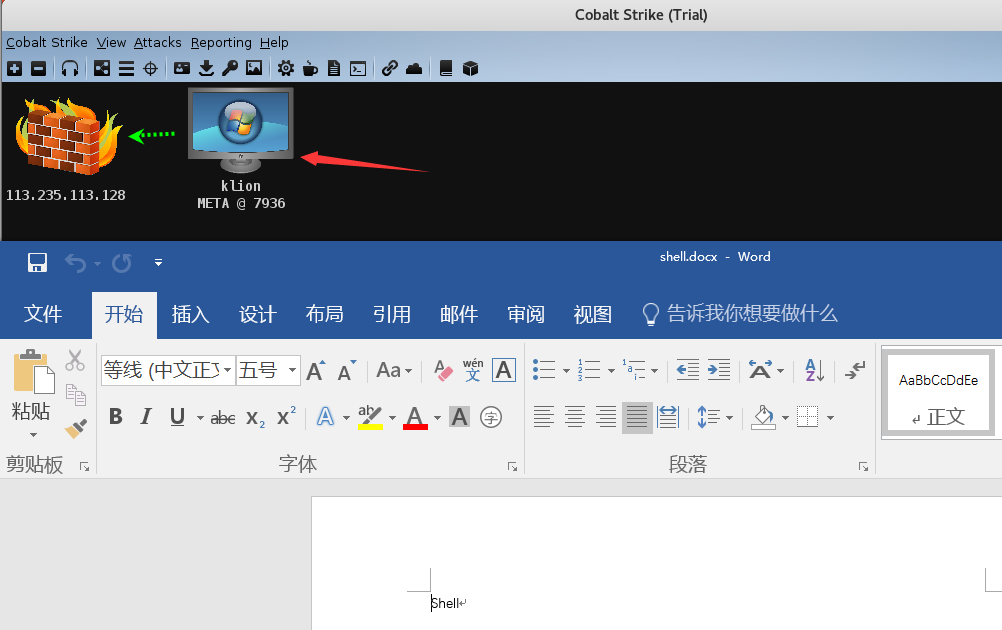 Cobalt Strike (Trial)
Cobalt Strike View Attacks Reporting Help
113.235.113.128
klion
META @ 7936
shell.docx - Word
文件 开始 插入 设计 布局 引用 邮件 审阅 视图 告诉我你想要做什么
粘贴
等线 (中文正文 五号 A A Aa wén 文 A
B I U abc X₂ X² A ab A A 字
AaBbCcDdEe
↵ 正文
剪贴板 字体 段落
Shell↵